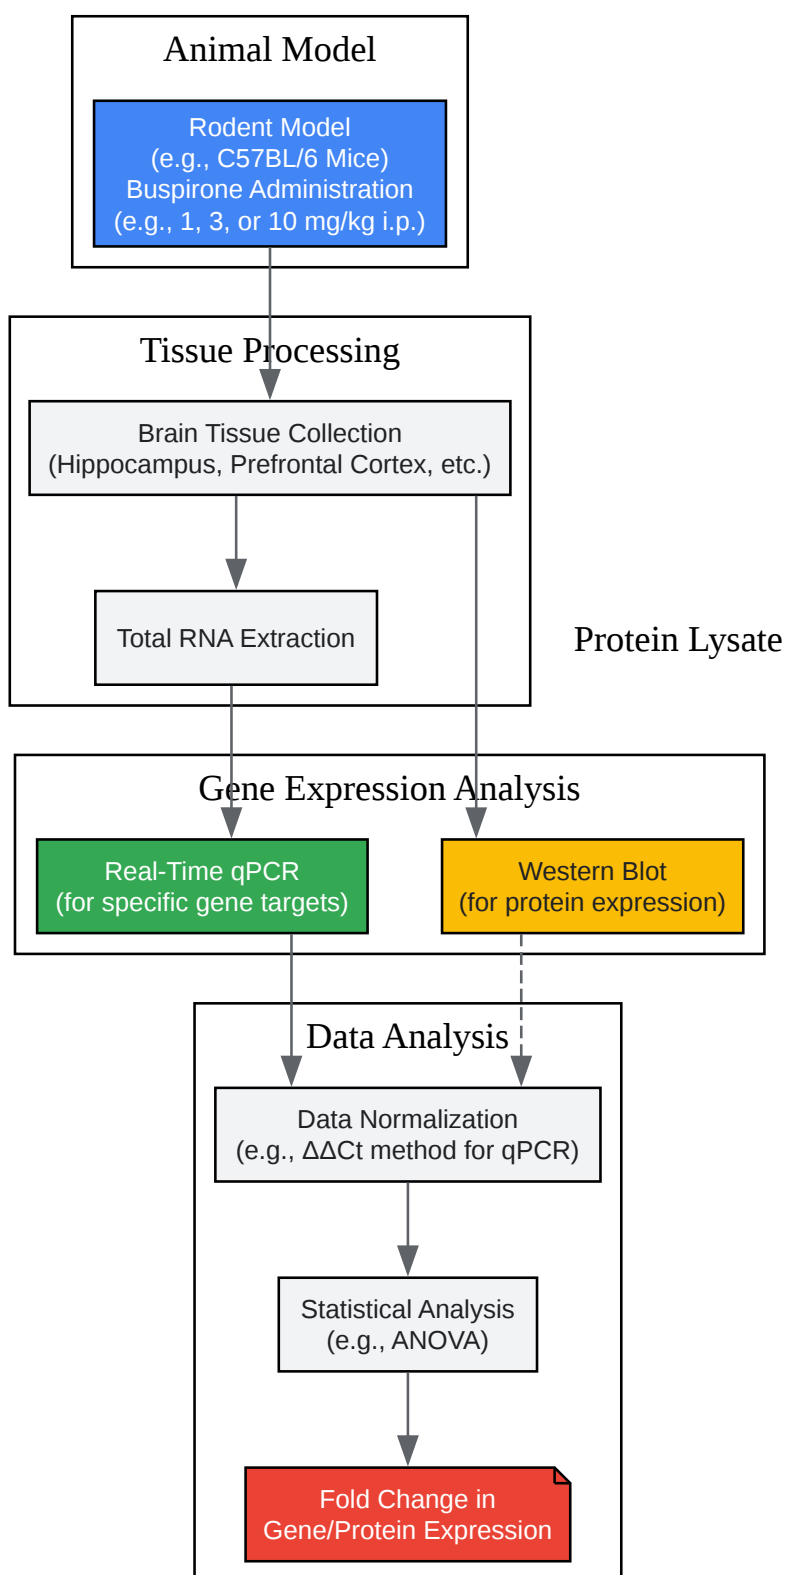 Animal Model
Rodent Model
(e.g., C57BL/6 Mice)
Buspirone Administration
(e.g., 1, 3, or 10 mg/kg i.p.)
Tissue Processing
Brain Tissue Collection
(Hippocampus, Prefrontal Cortex, etc.)
Total RNA Extraction
Protein Lysate
Gene Expression Analysis
Real-Time qPCR
(for specific gene targets)
Western Blot
(for protein expression)
Data Analysis
Data Normalization
(e.g., ΔΔCt method for qPCR)
Statistical Analysis
(e.g., ANOVA)
Fold Change in
Gene/Protein Expression